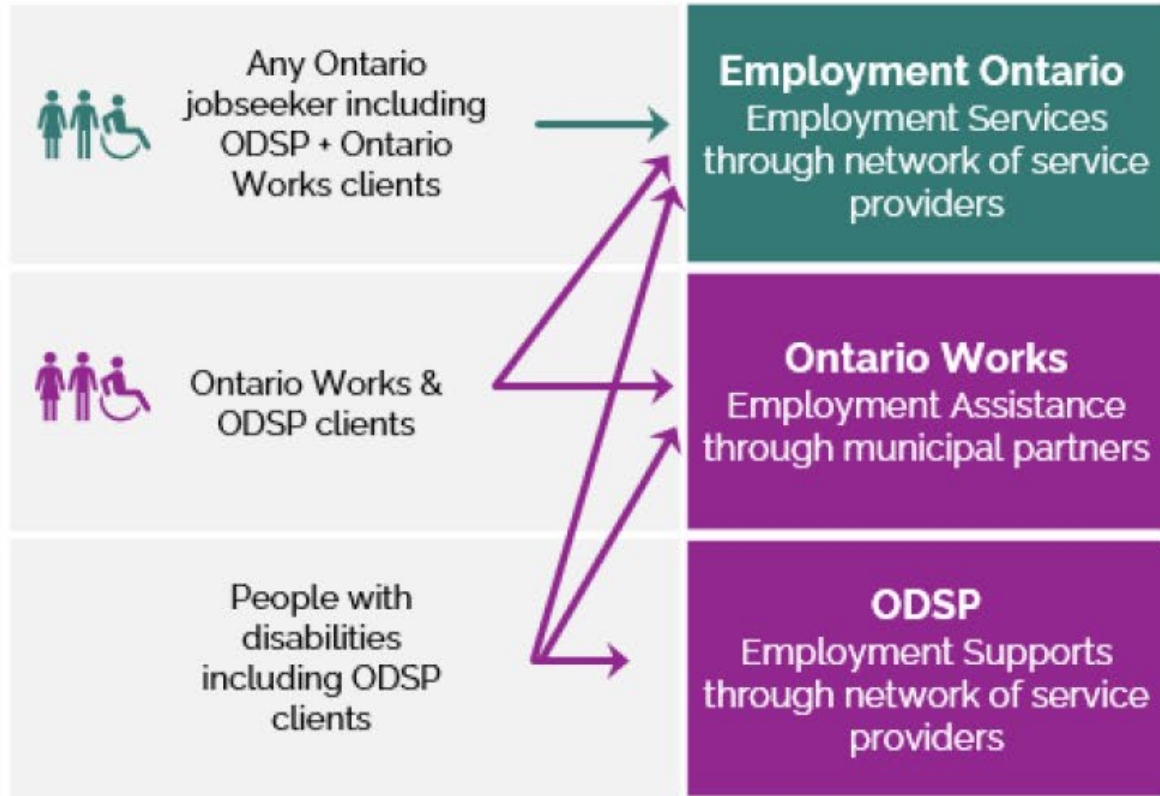 Any Ontario
jobseeker including
ODSP + Ontario
Works clients
Employment Ontario
Employment Services
through network of service
providers
Ontario Works &
ODSP clients
Ontario Works
Employment Assistance
through municipal partners
People with
disabilities
including ODSP
clients
ODSP
Employment Supports
through network of service
providers